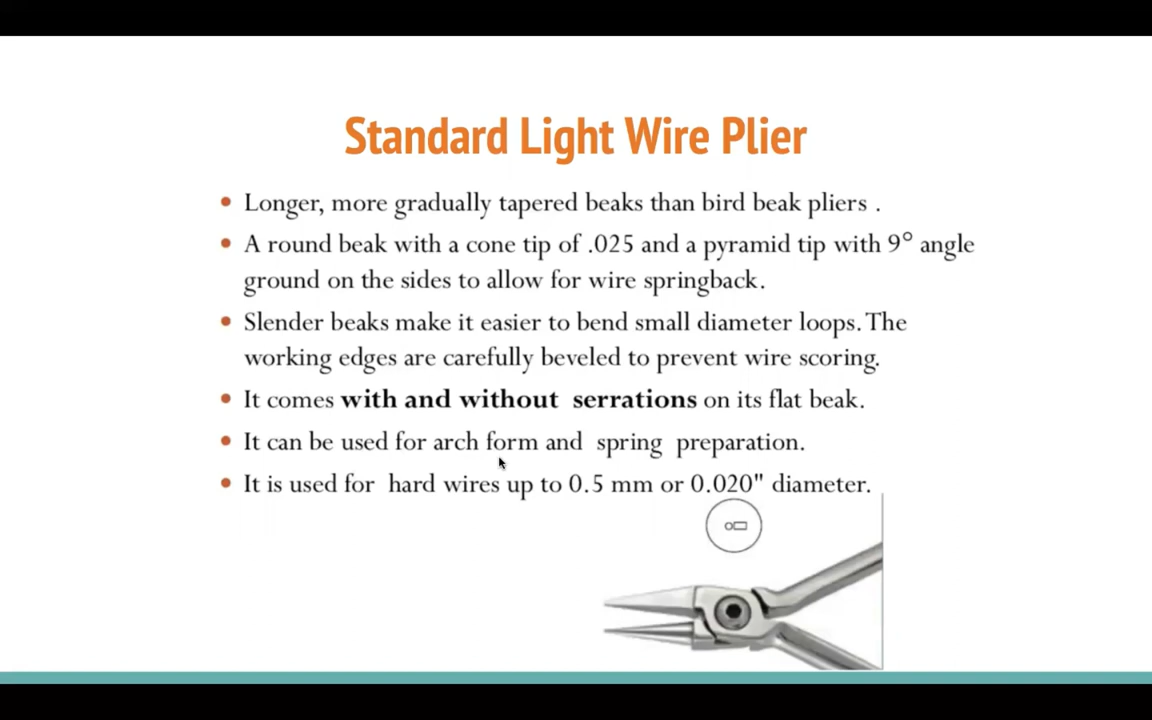 Standard Light Wire Plier
• Longer, more gradually tapered beaks than bird beak pliers .
• A round beak with a cone tip of .025 and a pyramid tip with 9° angle
ground on the sides to allow for wire springback.
• Slender beaks make it easier to bend small diameter loops. The
working edges are carefully beveled to prevent wire scoring.
• It comes with and without serrations on its flat beak.
• It can be used for arch form and spring preparation.
• It is used for hard wires up to 0.5 mm or 0.020" diameter.